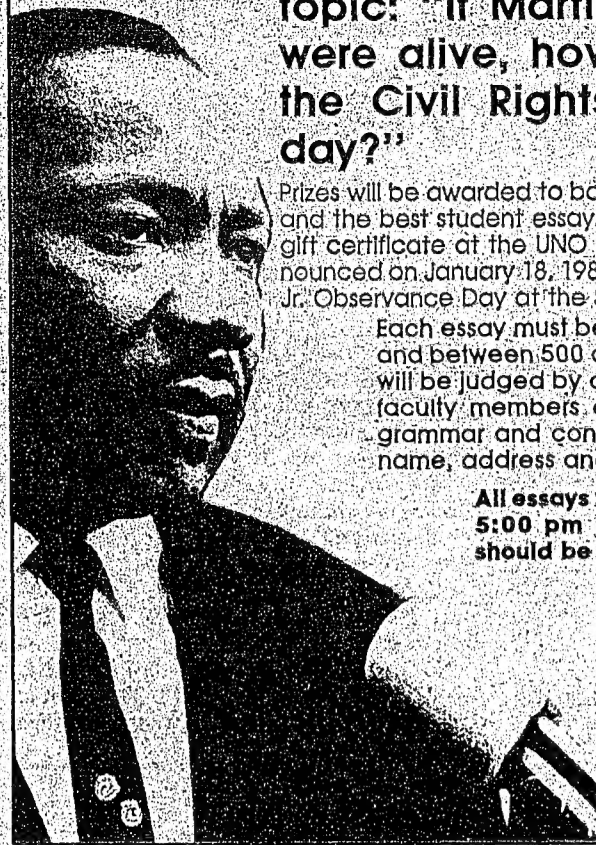 topic: "If Marti
were alive, how
the Civil Rights
day?"
Prizes will be awarded to bo
and the best student essay
gift certificate at the UNO
nounced on January 18, 198
Jr. Observance Day at the
Each essay must be
and between 500
will be judged by
faculty members
grammar and con
name, address an
All essays
5:00 pm
should be